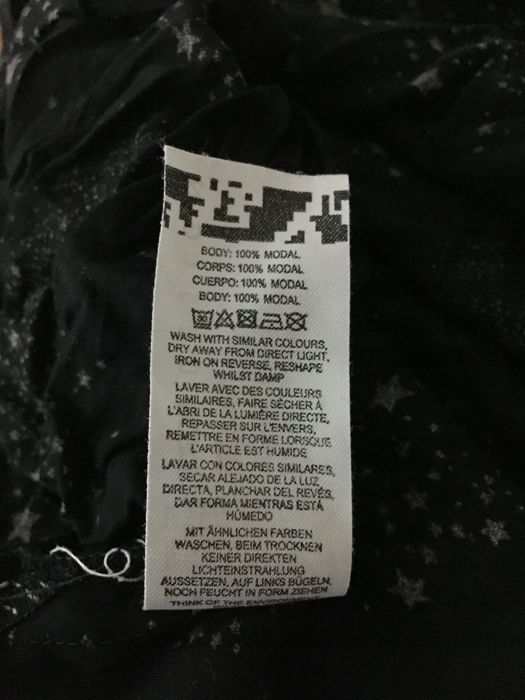 BODY: 100% MODAL
CORPS: 100% MODAL
CUERPO: 100% MODAL
BODY: 100% MODAL
30
WASH WITH SIMILAR COLOURS,
DRY AWAY FROM DIRECT LIGHT,
IRON ON REVERSE, RESHAPE
WHILST DAMP
LAVER AVEC DES COULEURS
SIMILAIRES, FAIRE SÉCHER À
L'ABRI DE LA LUMIÈRE DIRECTE,
REPASSER SUR L'ENVERS,
REMETTRE EN FORME LORSQUE
L'ARTICLE EST HUMIDE
LAVAR CON COLORES SIMILARES,
SECAR ALEJADO DE LA LUZ
DIRECTA, PLANCHAR DEL REVÉS,
DAR FORMA MIENTRAS ESTÁ
HÚMEDO
MIT ÄHNLICHEN FARBEN
WASCHEN, BEIM TROCKNEN
KEINER DIREKTEN
LICHTEINSTRAHLUNG
AUSSETZEN, AUF LINKS BÜGELN,
NOCH FEUCHT IN FORM ZIEHEN
THINK OF THE ENVIRONMENT